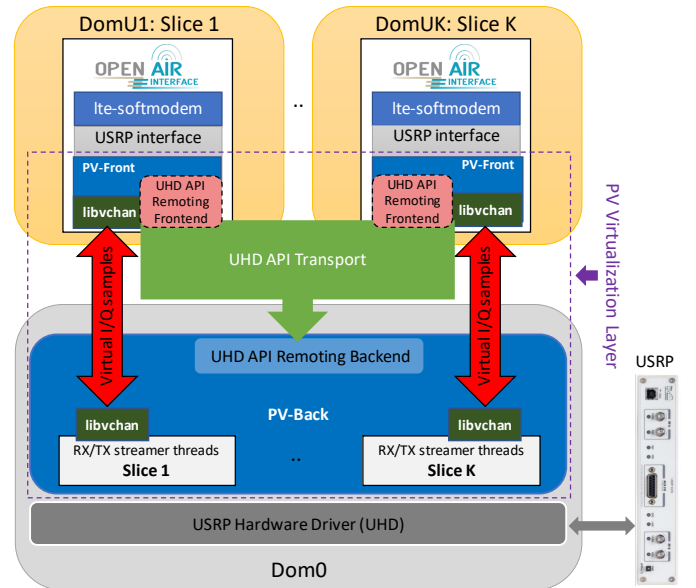 DomU1: Slice 1
DomUK: Slice K
OPEN AIR
INTERFACE
lte-softmodem
USRP interface
PV-Front
UHD API
Remoting
Frontend
libvchan
..
OPEN AIR
INTERFACE
lte-softmodem
USRP interface
PV-Front
UHD API
Remoting
Frontend
libvchan
UHD API Transport
Virtual I/Q samples
Virtual I/Q samples
PV Virtualization
Layer
UHD API Remoting Backend
PV-Back
libvchan
RX/TX streamer threads
Slice 1
..
libvchan
RX/TX streamer threads
Slice K
USRP Hardware Driver (UHD)
Dom0
USRP